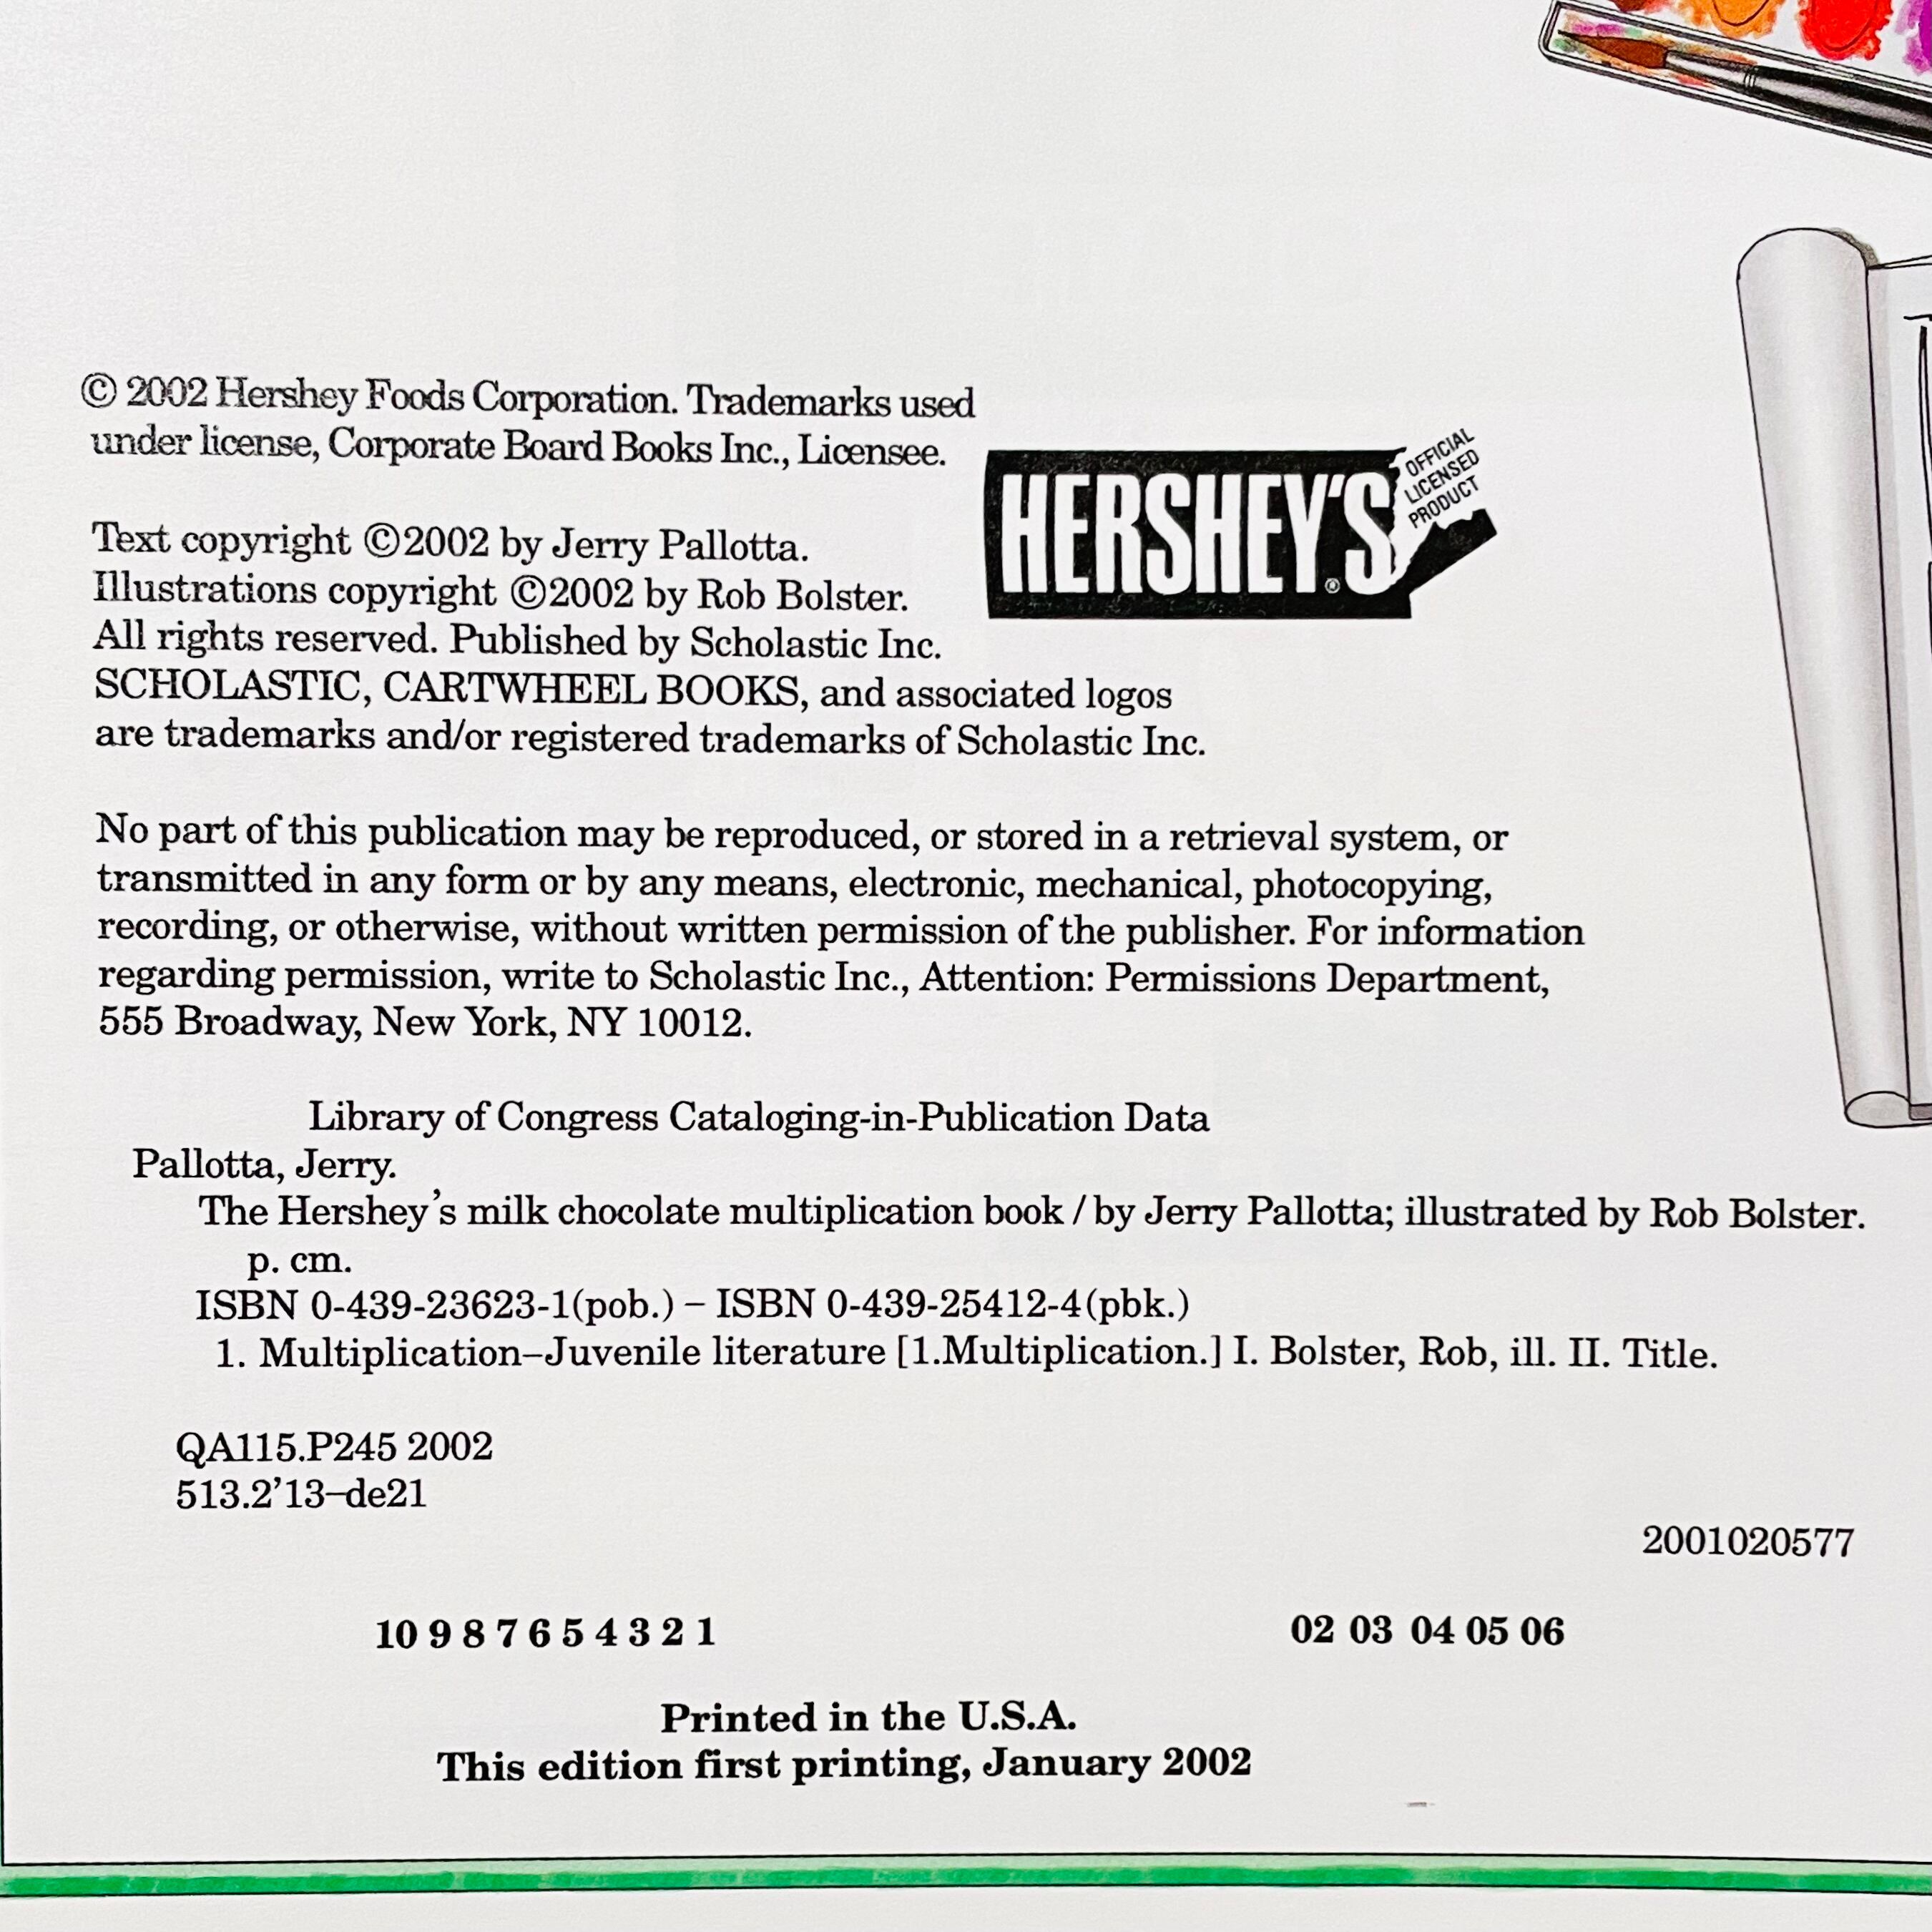 © 2002 Hershey Foods Corporation. Trademarks used
under license, Corporate Board Books Inc., Licensee.
HERSHEY'S®
OFFICIAL
LICENSED
PRODUCT
Text copyright ©2002 by Jerry Pallotta.
Illustrations copyright ©2002 by Rob Bolster.
All rights reserved. Published by Scholastic Inc.
SCHOLASTIC, CARTWHEEL BOOKS, and associated logos
are trademarks and/or registered trademarks of Scholastic Inc.
No part of this publication may be reproduced, or stored in a retrieval system, or
transmitted in any form or by any means, electronic, mechanical, photocopying,
recording, or otherwise, without written permission of the publisher. For information
regarding permission, write to Scholastic Inc., Attention: Permissions Department,
555 Broadway, New York, NY 10012.
Library of Congress Cataloging-in-Publication Data
Pallotta, Jerry.
The Hershey's milk chocolate multiplication book / by Jerry Pallotta; illustrated by Rob Bolster.
p. cm.
ISBN 0-439-23623-1(pob.) – ISBN 0-439-25412-4(pbk.)
1. Multiplication–Juvenile literature [1.Multiplication.] I. Bolster, Rob, ill. II. Title.
QA115.P245 2002
513.2'13–de21
2001020577
10 9 8 7 6 5 4 3 2 1
02 03 04 05 06
Printed in the U.S.A.
This edition first printing, January 2002